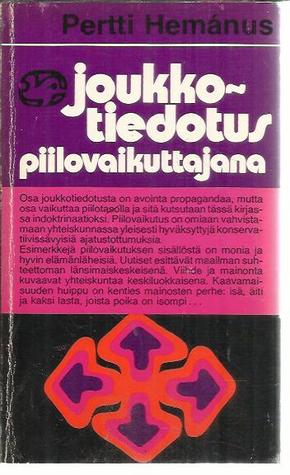 Pertti Hemánus
joukko-
tiedotus
piilovaikuttajana
Osa joukkotiedotusta on avointa propagandaa, mutta
osa vaikuttaa piilotasolla ja sitä kutsutaan tässä kirjas-
sa indoktrinaatioksi. Piilovaikutus on omiaan vahvista-
maan yhteiskunnassa yleisesti hyväksyttyjä konserva-
tiivissävyisiä ajatustottumuksia.
Esimerkkejä piilovaikutuksen sisällöstä on monia ja
hyvin elämänläheisiä. Uutiset esittävät maailman suh-
teettoman länsimaiskeskeisenä. Viihde ja mainonta
kuvaavat yhteiskuntaa keskiluokkaisena. Kaavamai-
suuden huippu on kenties mainosten perhe: isä, äiti
ja kaksi lasta, joista poika on isompi...